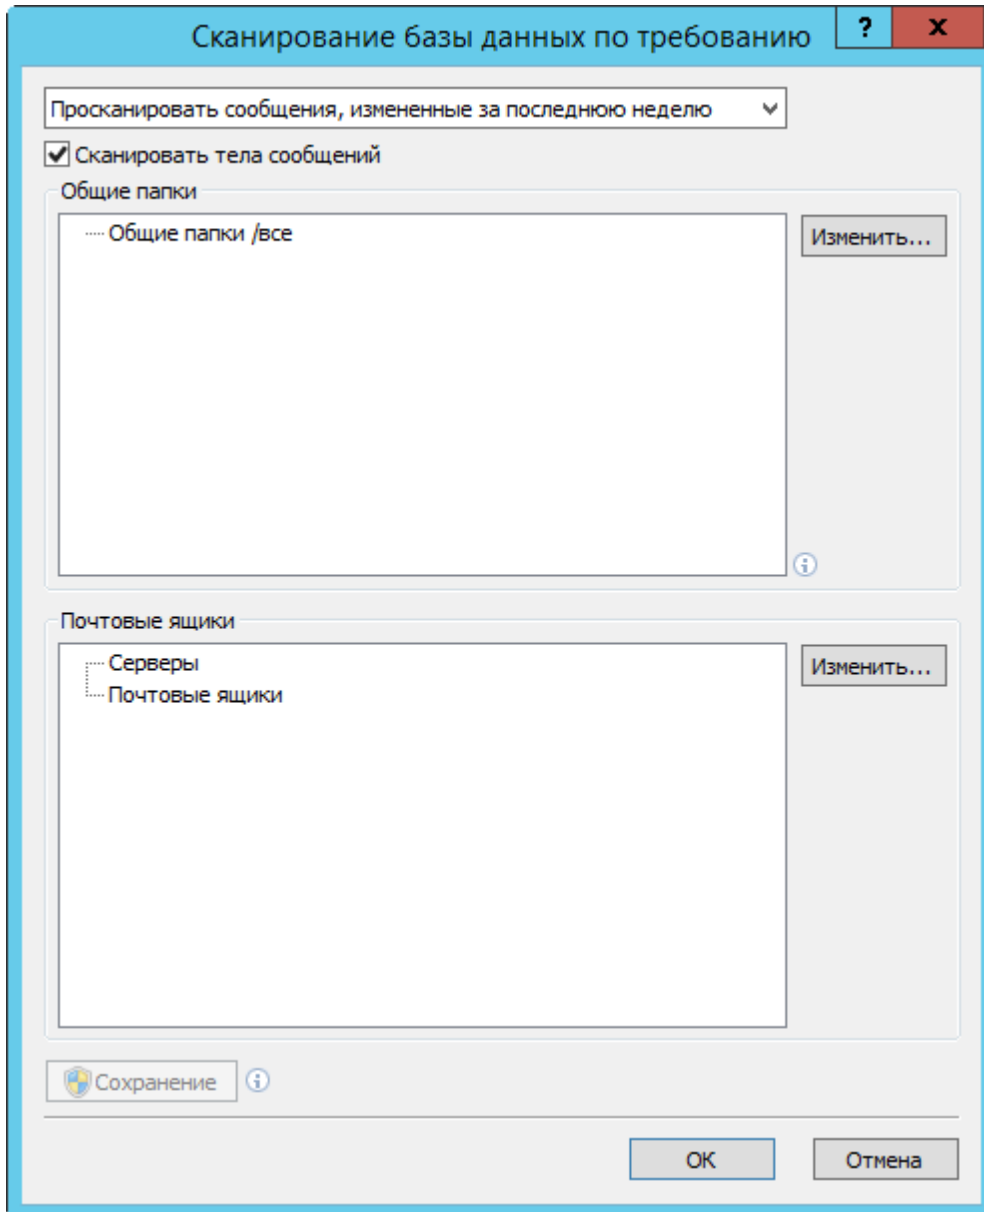 Сканирование базы данных по требованию
?
x
Просканировать сообщения, измененные за последнюю неделю
Сканировать тела сообщений
Общие папки
Общие папки /все
Изменить...
Почтовые ящики
Серверы
Почтовые ящики
Изменить...
Сохранение
ОК
Отмена